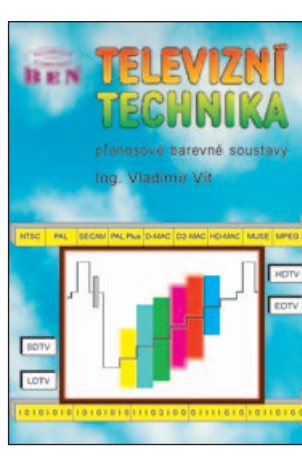 BEN
TELEVIZNÍ
TECHNIKA
přenosové barevné soustavy
Ing. Vladimír Vít
NTSC PAL SECAM PAL Plus D-MAC D2-MAC HD-MAC MUSE MPEG
HDTV
EDTV
SDTV
LDTV